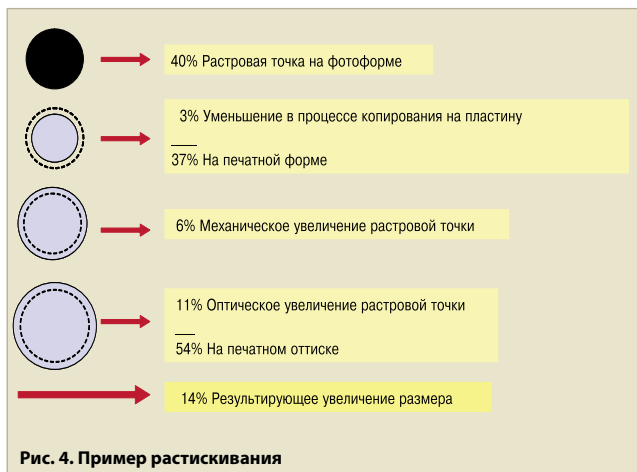 40% Растровая точка на фотоформе
3% Уменьшение в процессе копирования на пластину
37% На печатной форме
6% Механическое увеличение растровой точки
11% Оптическое увеличение растровой точки
54% На печатном оттиске
14% Результирующее увеличение размера
Рис. 4. Пример растискивания